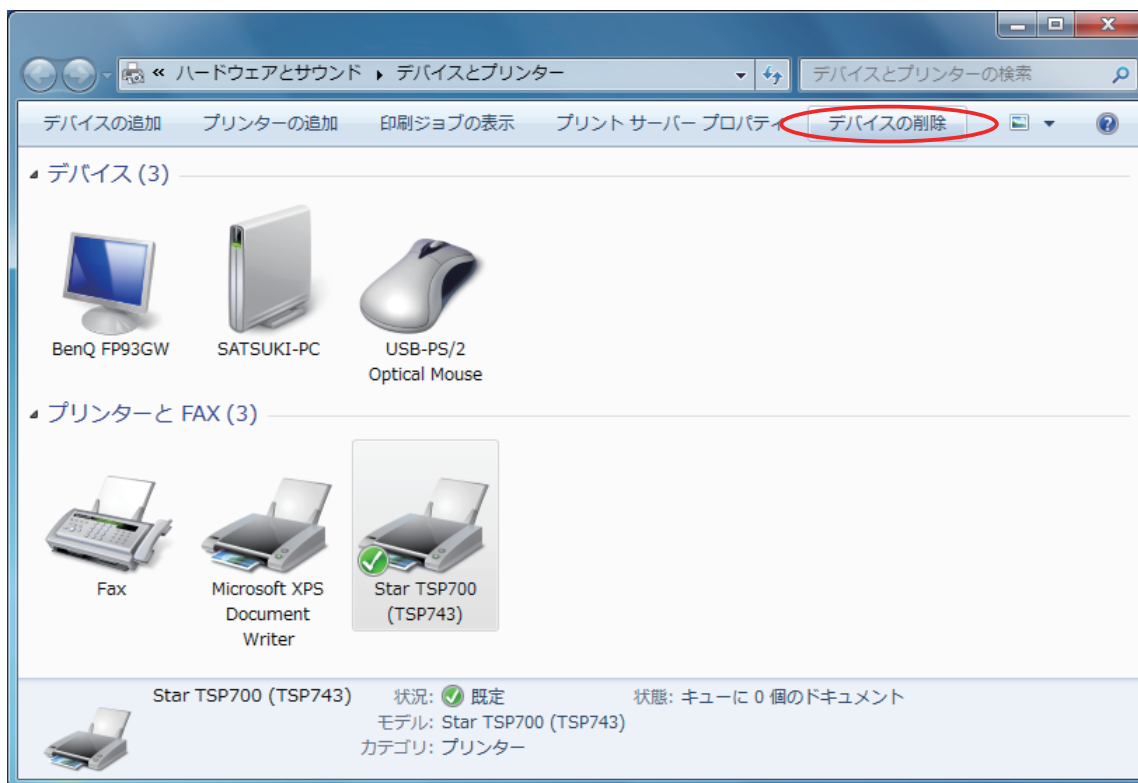 « ハードウェアとサウンド ▸ デバイスとプリンター
デバイスとプリンターの検索
デバイスの追加 プリンターの追加 印刷ジョブの表示 プリント サーバー プロパティ デバイスの削除
デバイス (3)
BenQ FP93GW
SATSUKI-PC
USB-PS/2
Optical Mouse
プリンターと FAX (3)
Fax
Microsoft XPS
Document
Writer
Star TSP700
(TSP743)
Star TSP700 (TSP743) 状況: 既定 状態: キューに 0 個のドキュメント
モデル: Star TSP700 (TSP743)
カテゴリ: プリンター